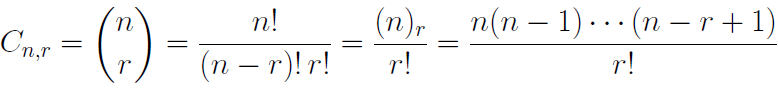 $C_{n,r} = \binom{n}{r} = \frac{n!}{(n-r)!\,r!} = \frac{(n)_r}{r!} = \frac{n(n-1)\cdots(n-r+1)}{r!}$